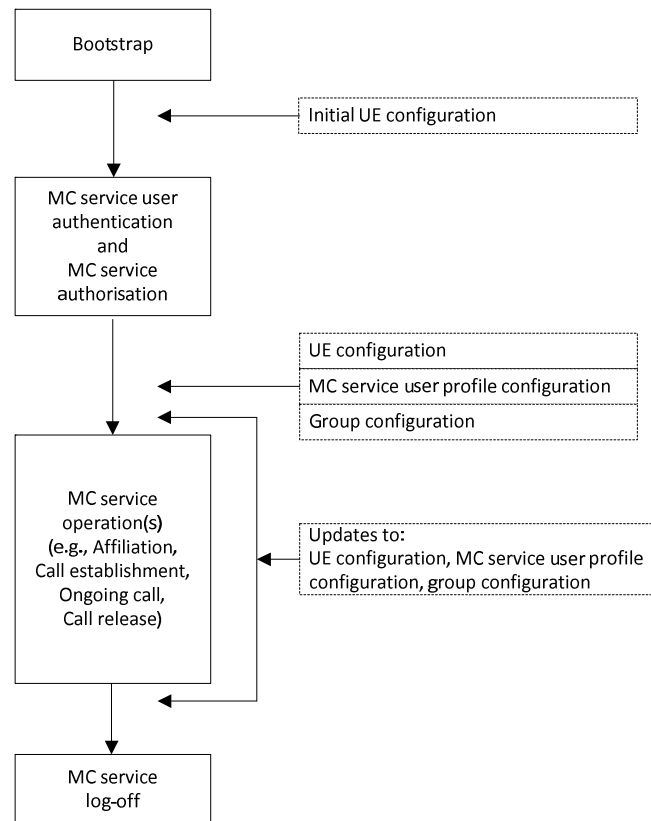 Bootstrap
Initial UE configuration
MC service user
authentication
and
MC service
authorisation
UE configuration
MC service user profile configuration
Group configuration
MC service
operation(s)
(e.g., Affiliation,
Call establishment,
Ongoing call,
Call release)
Updates to:
UE configuration, MC service user profile
configuration, group configuration
MC service
log-off